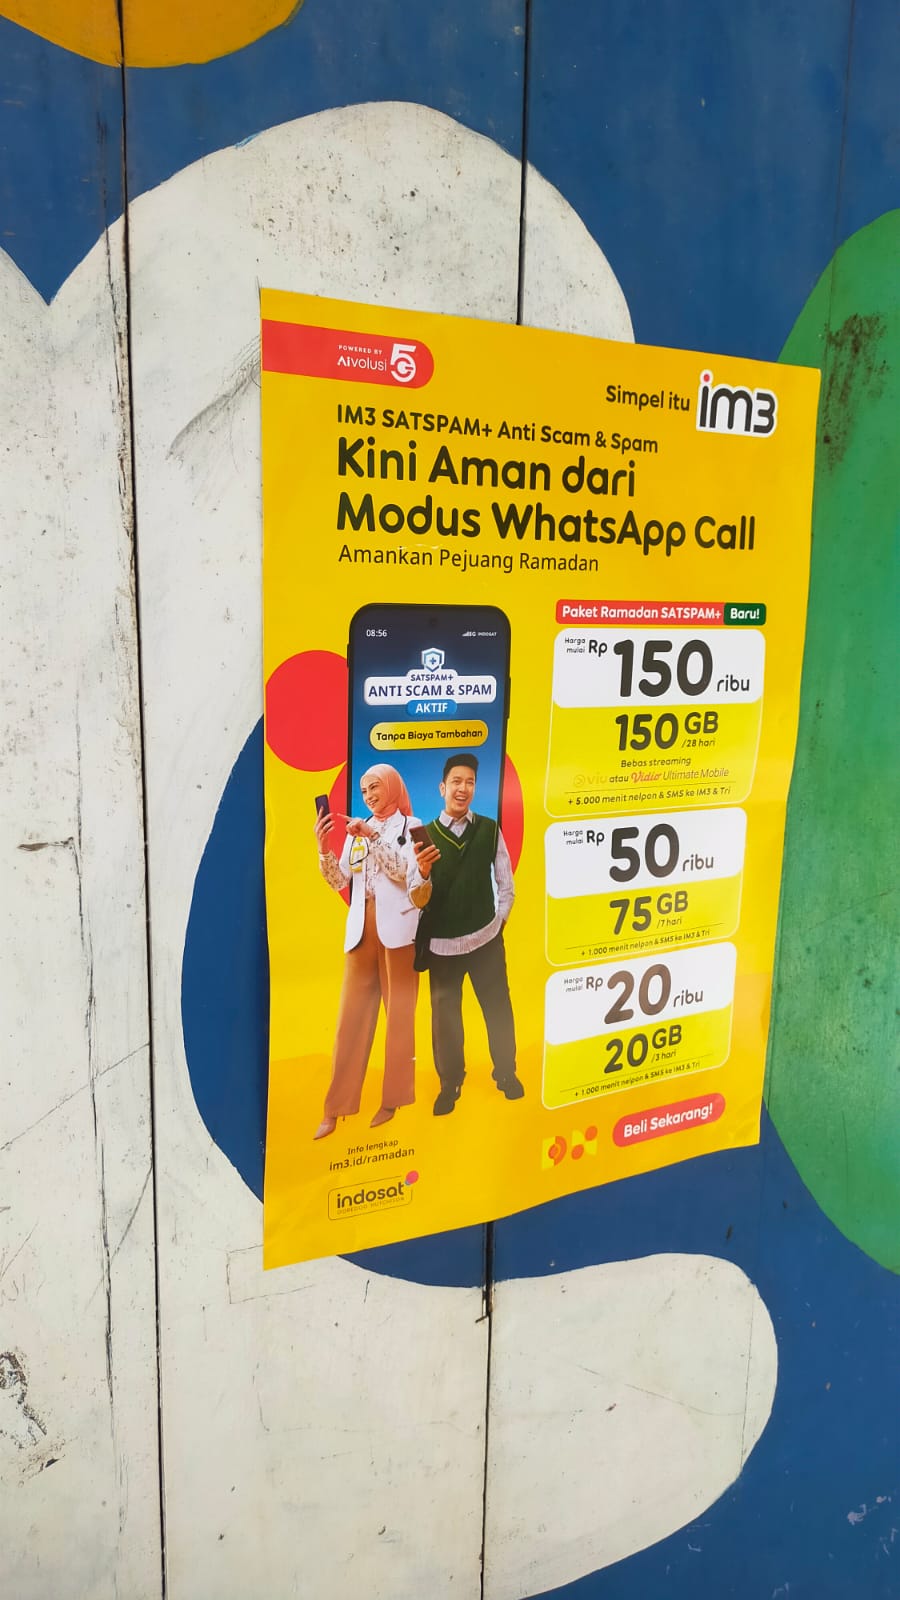 POWERED BY
AIvolusi 5G
Simpel itu im3
IM3 SATSPAM+ Anti Scam & Spam
Kini Aman dari
Modus WhatsApp Call
Amankan Pejuang Ramadan
08:56
INDOSAT
SATSPAM+
ANTI SCAM & SPAM
AKTIF
Tanpa Biaya Tambahan
Paket Ramadan SATSPAM+ Baru!
Harga mulai Rp 150 ribu
150 GB /28 hari
Bebas streaming
viu atau Vidio Ultimate Mobile
+ 5.000 menit nelpon & SMS ke IM3 & Tri
Harga mulai Rp 50 ribu
75 GB /7 hari
+ 1.000 menit nelpon & SMS ke IM3 & Tri
Harga mulai Rp 20 ribu
20 GB /3 hari
+ 1.000 menit nelpon & SMS ke IM3 & Tri
Beli Sekarang!
Info lengkap
im3.id/ramadan
indosat
OOREDOO HUTCHISON